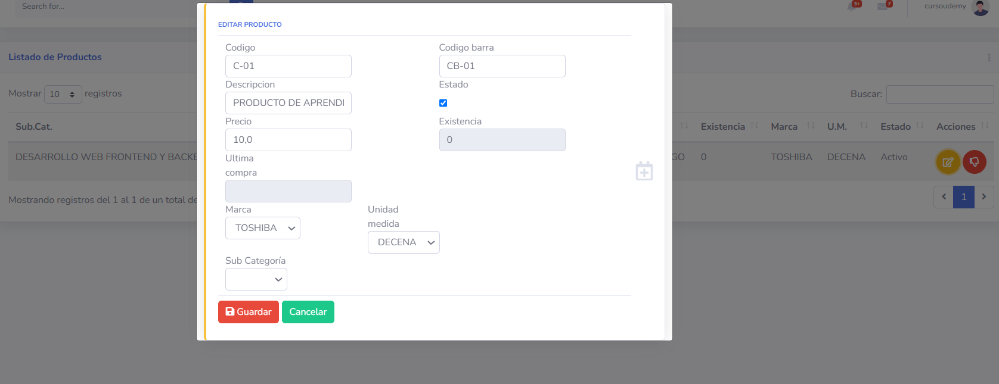 Search for...
3+
7
cursoudemy
EDITAR PRODUCTO
Codigo
Codigo barra
C-01
CB-01
Listado de Productos
Descripcion
Estado
Mostrar 10 registros
PRODUCTO DE APRENDI
Buscar:
Precio
Existencia
Sub.Cat.
Existencia
Marca
U.M.
Estado
Acciones
10,0
0
DESARROLLO WEB FRONTEND Y BACKE
GO
0
TOSHIBA
DECENA
Activo
Ultima
compra
Mostrando registros del 1 al 1 de un total de
1
Marca
Unidad
medida
TOSHIBA
DECENA
Sub Categoría
Guardar
Cancelar